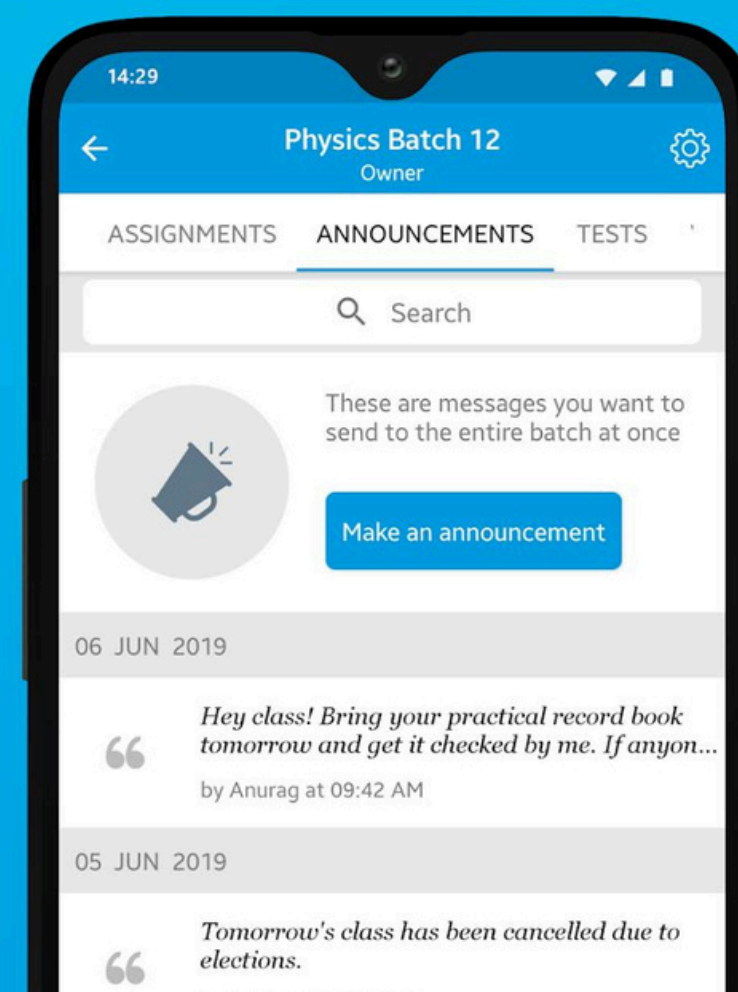 14:29
Physics Batch 12
Owner
ASSIGNMENTS ANNOUNCEMENTS TESTS
Search
These are messages you want to
send to the entire batch at once
Make an announcement
06 JUN 2019
Hey class! Bring your practical record book
tomorrow and get it checked by me. If anyon...
by Anurag at 09:42 AM
05 JUN 2019
Tomorrow's class has been cancelled due to
elections.